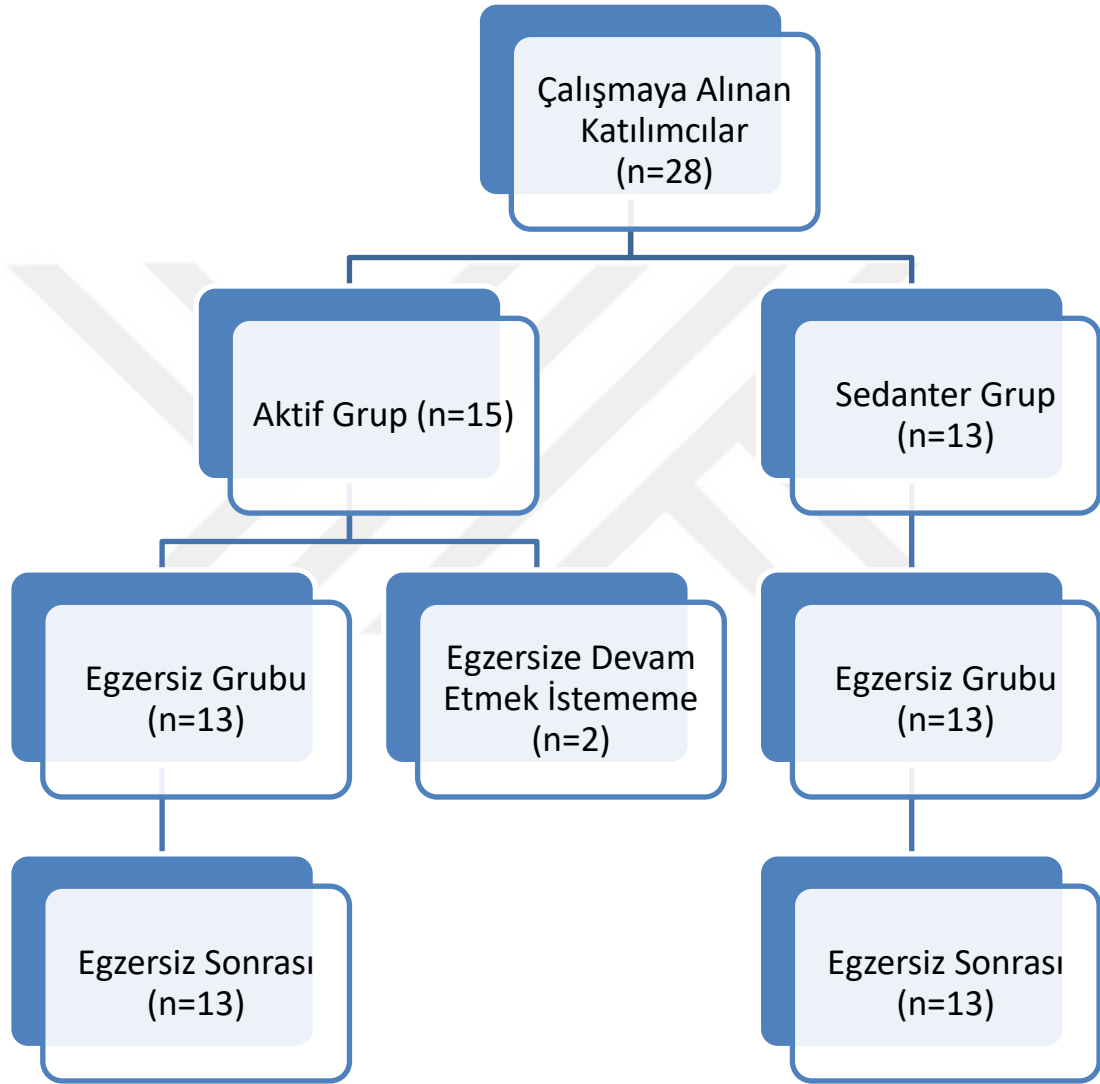 Çalışmaya Alınan
Katılımcılar
(n=28)
Aktif Grup (n=15)
Sedanter Grup
(n=13)
Egzersiz Grubu
(n=13)
Egzersize Devam
Etmek İstememe
(n=2)
Egzersiz Grubu
(n=13)
Egzersiz Sonrası
(n=13)
Egzersiz Sonrası
(n=13)